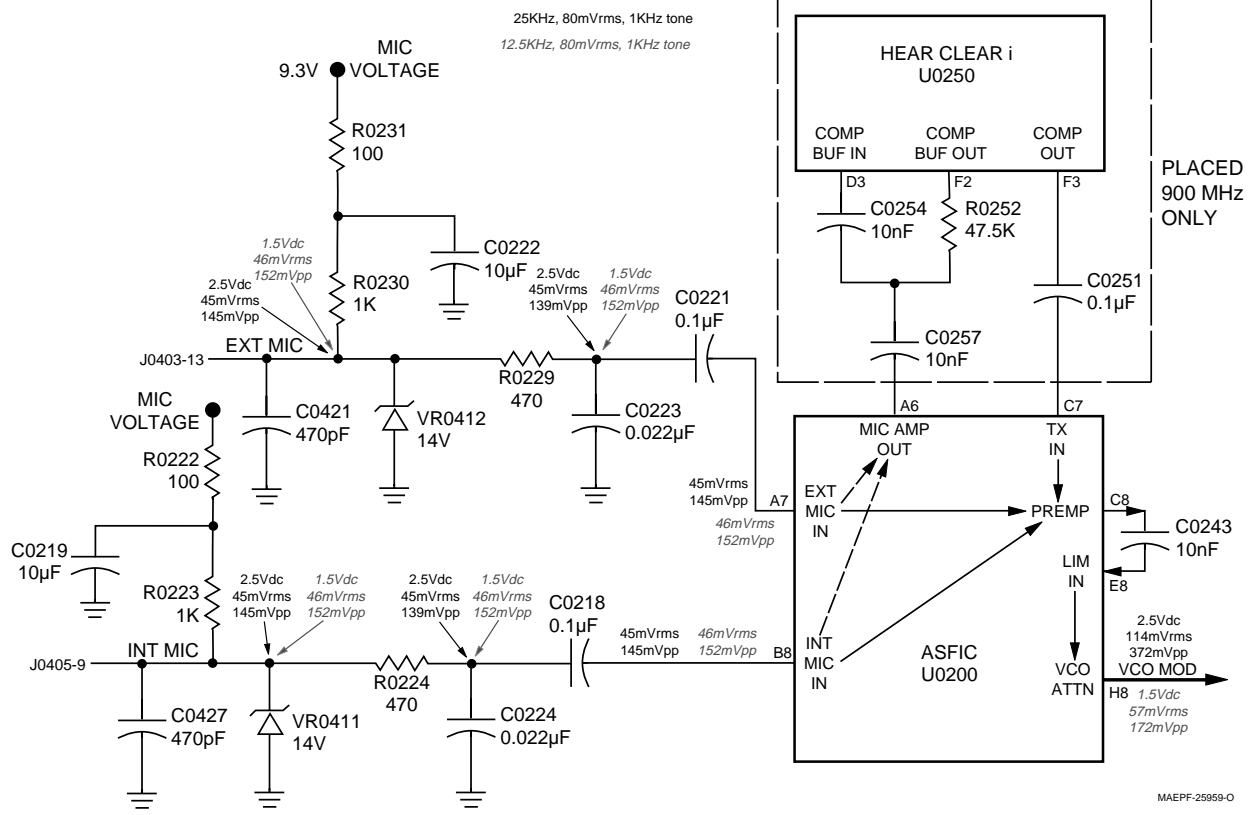 25KHz, 80mVrms, 1KHz tone
12.5KHz, 80mVrms, 1KHz tone
MIC
9.3V VOLTAGE
R0231
100
C0222
10µF
R0230
1K
1.5Vdc
46mVrms
152mVpp
2.5Vdc
45mVrms
145mVpp
EXT MIC
J0403-13
2.5Vdc
45mVrms
139mVpp
1.5Vdc
46mVrms
152mVpp
C0221
0.1µF
R0229
470
C0421
470pF
VR0412
14V
C0223
0.022µF
HEAR CLEAR i
U0250
COMP
BUF IN
COMP
BUF OUT
COMP
OUT
D3
F2
F3
C0254
10nF
R0252
47.5K
C0251
0.1µF
C0257
10nF
PLACED
900 MHz
ONLY
MIC
VOLTAGE
R0222
100
C0219
10µF
R0223
1K
INT MIC
J0405-9
2.5Vdc
45mVrms
145mVpp
1.5Vdc
46mVrms
152mVpp
2.5Vdc
45mVrms
139mVpp
1.5Vdc
46mVrms
152mVpp
C0218
0.1µF
R0224
470
C0427
470pF
VR0411
14V
C0224
0.022µF
45mVrms
145mVpp
46mVrms
152mVpp
45mVrms
145mVpp
46mVrms
152mVpp
A6
C7
A7
B8
MIC AMP
OUT
TX
IN
EXT
MIC
IN
PREMP
C8
C0243
10nF
LIM
IN
E8
INT
MIC
IN
ASFIC
U0200
VCO
ATTN
2.5Vdc
114mVrms
372mVpp
VCO MOD
H8
1.5Vdc
57mVrms
172mVpp
MAEPF-25959-O